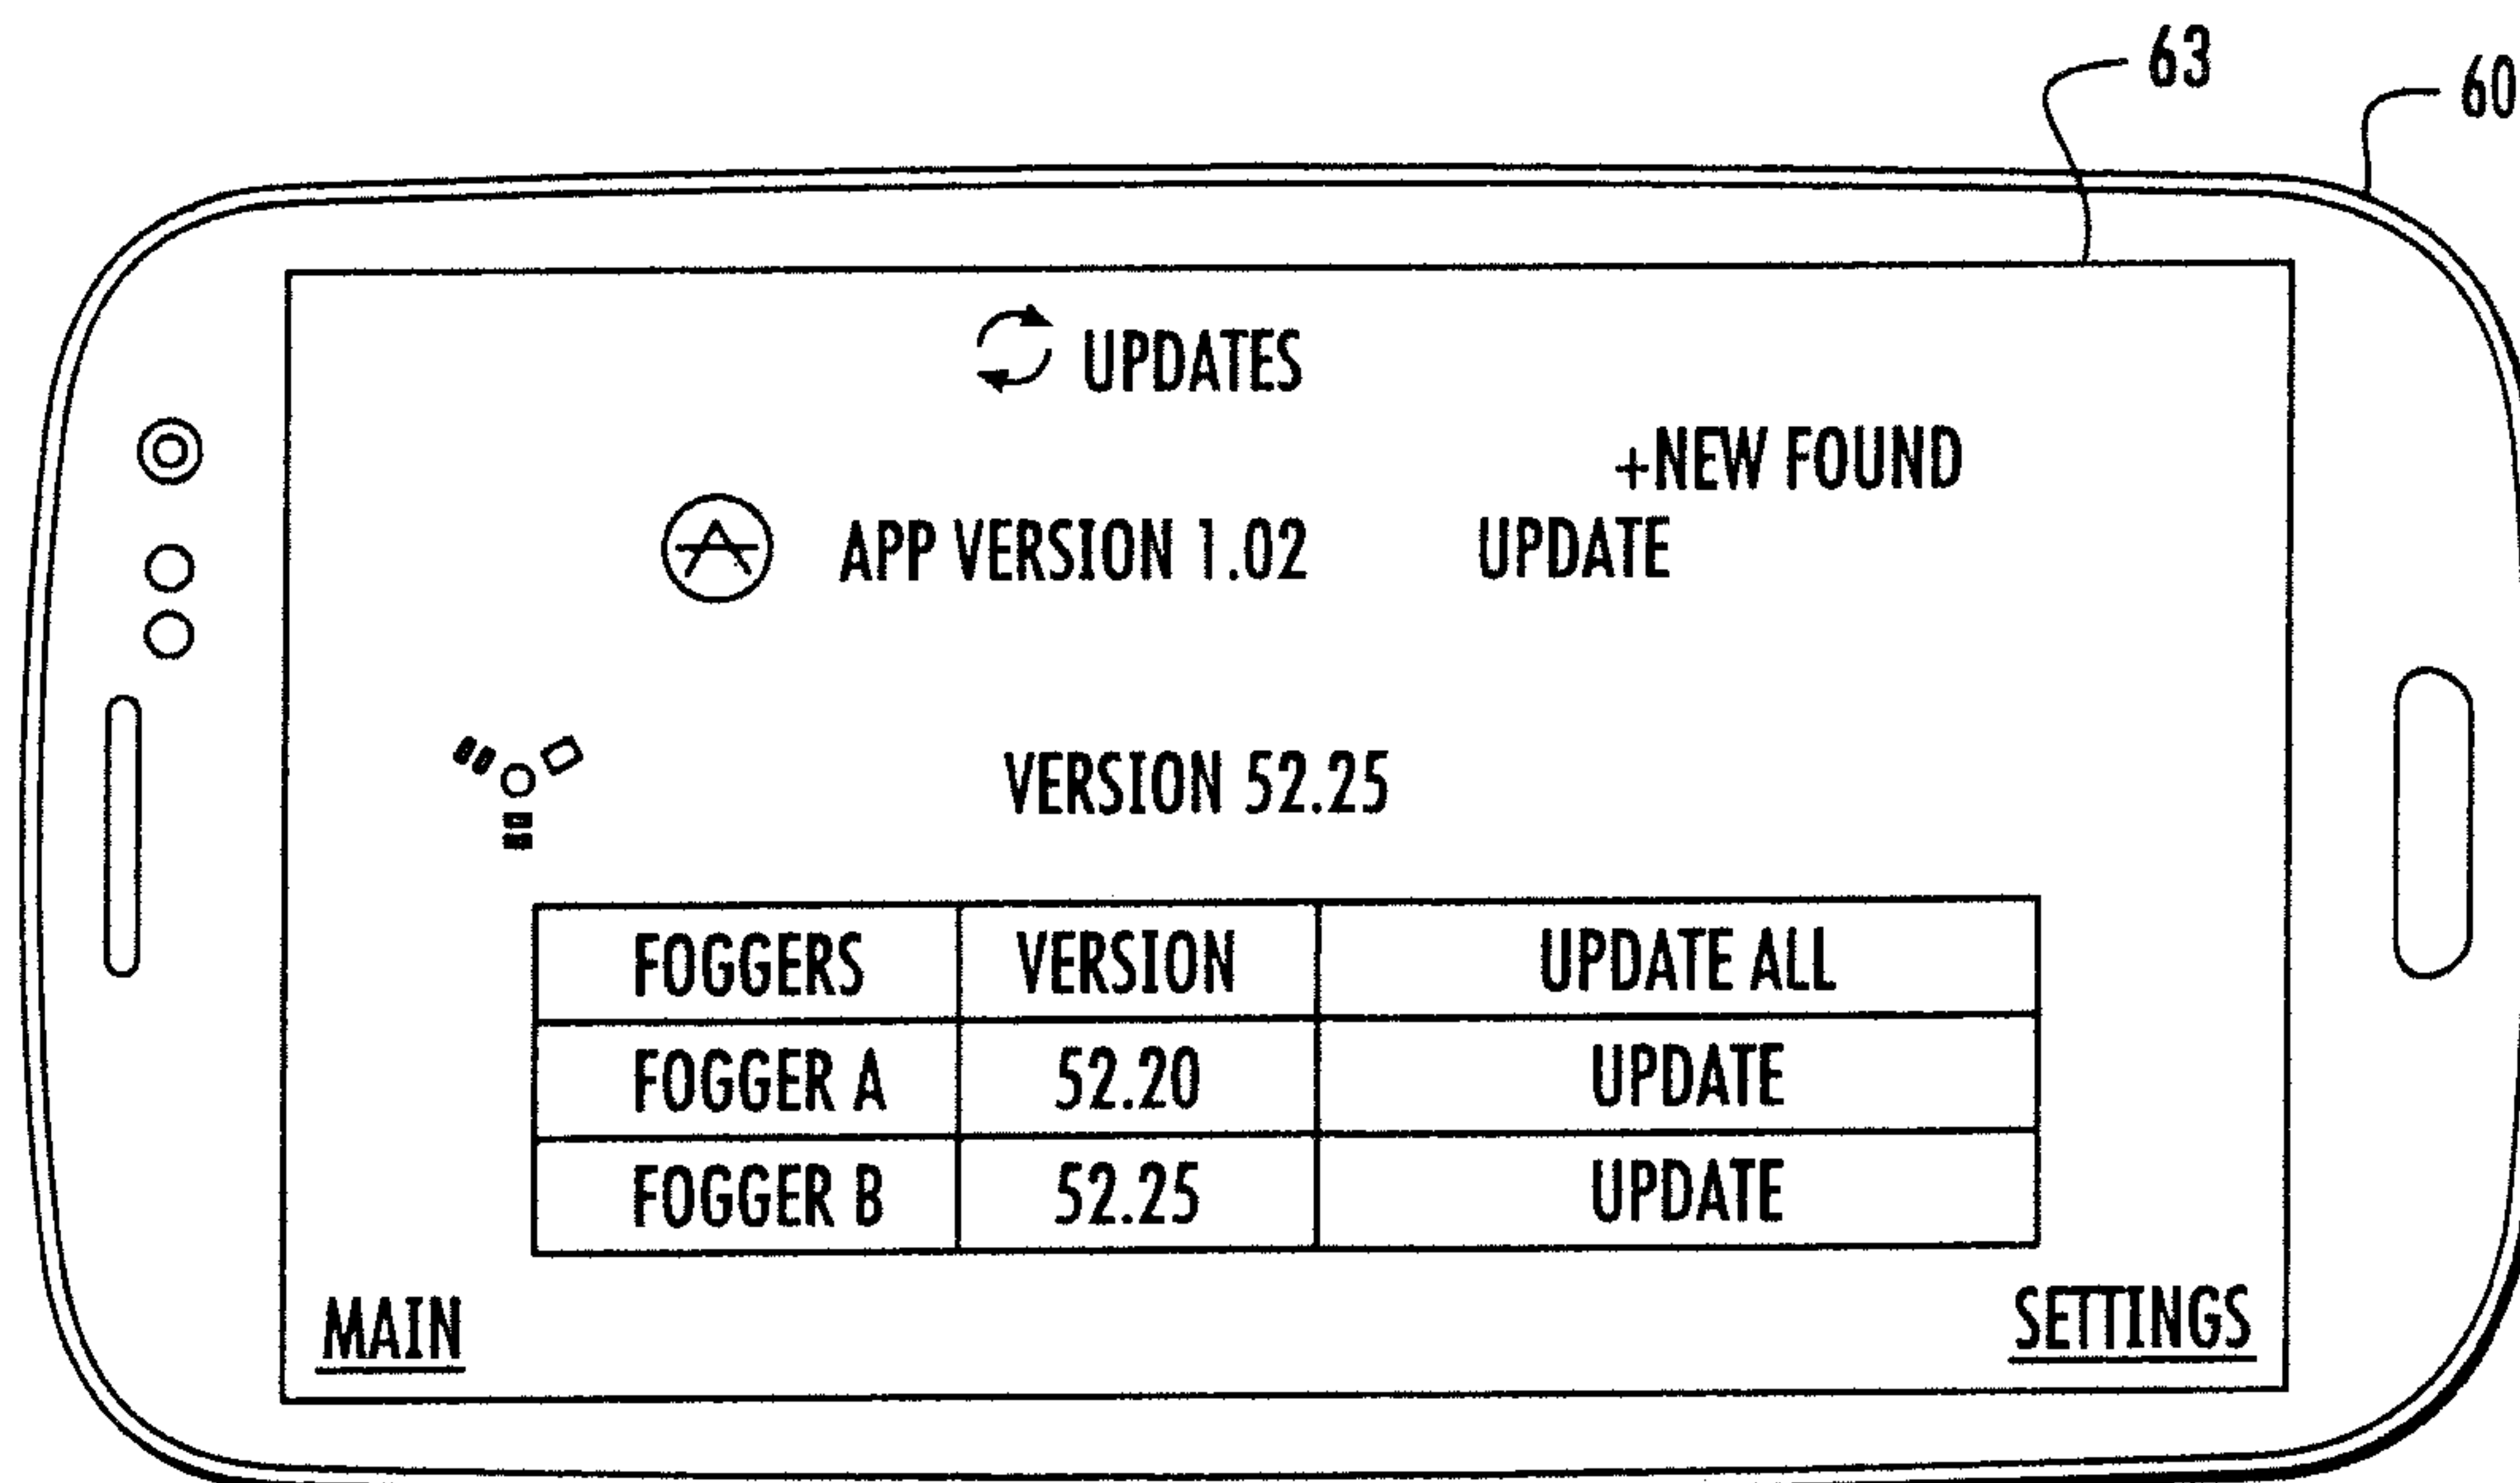 63
60
UPDATES
+NEW FOUND
APP VERSION 1.02 UPDATE
VERSION 52.25
FOGGERS VERSION UPDATE ALL
FOGGER A 52.20 UPDATE
FOGGER B 52.25 UPDATE
MAIN SETTINGS